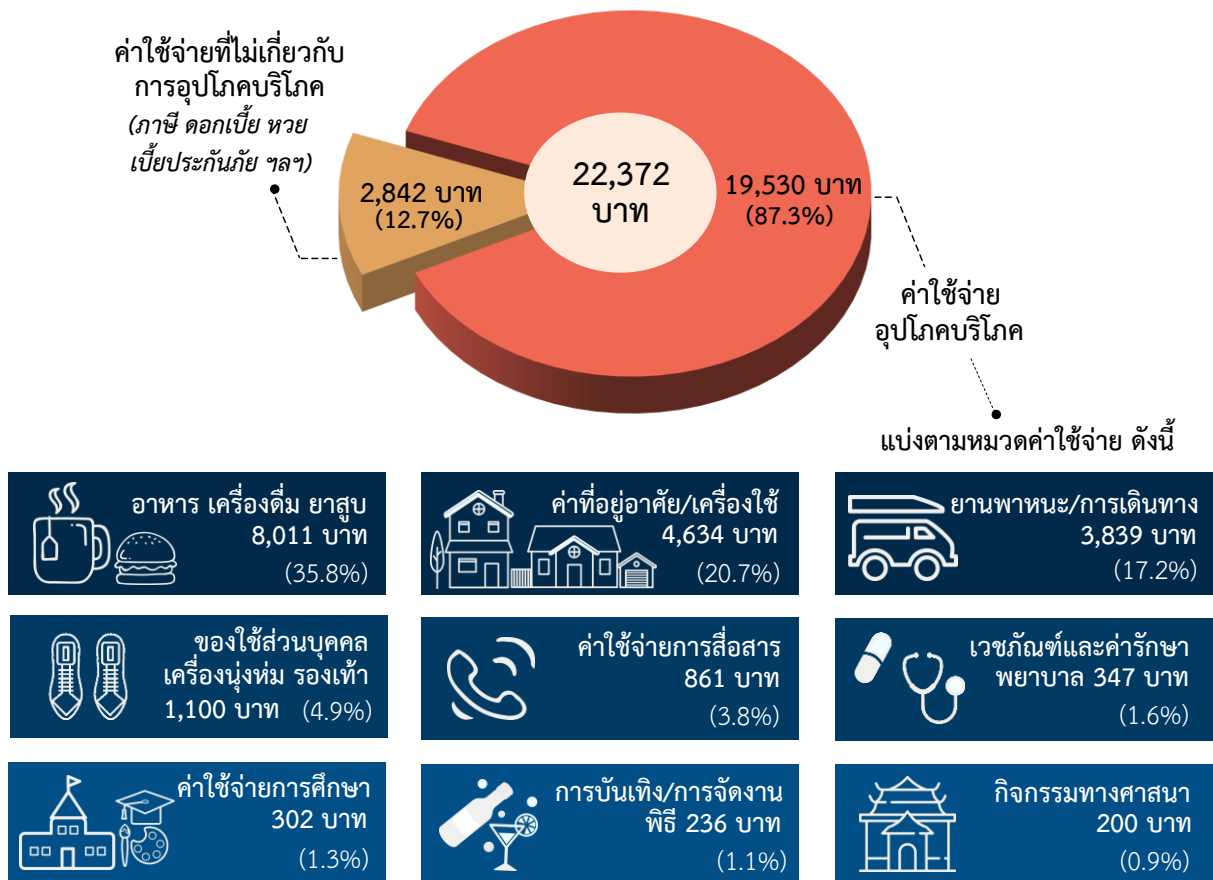 ค่าใช้จ่ายที่ไม่เกี่ยวกับ
การอุปโภคบริโภค
(ภาษี ดอกเบี้ย หวย
เบี้ยประกันภัย ฯลฯ)
2,842 บาท
(12.7%)
22,372
บาท
19,530 บาท
(87.3%)
ค่าใช้จ่าย
อุปโภคบริโภค
แบ่งตามหมวดค่าใช้จ่าย ดังนี้
อาหาร เครื่องดื่ม ยาสูบ
8,011 บาท
(35.8%)
ค่าที่อยู่อาศัย/เครื่องใช้
4,634 บาท
(20.7%)
ยานพาหนะ/การเดินทาง
3,839 บาท
(17.2%)
ของใช้ส่วนบุคคล
เครื่องนุ่งห่ม รองเท้า
1,100 บาท (4.9%)
ค่าใช้จ่ายการสื่อสาร
861 บาท
(3.8%)
เวชภัณฑ์และค่ารักษา
พยาบาล 347 บาท
(1.6%)
ค่าใช้จ่ายการศึกษา
302 บาท
(1.3%)
การบันเทิง/การจัดงาน
พิธี 236 บาท
(1.1%)
กิจกรรมทางศาสนา
200 บาท
(0.9%)